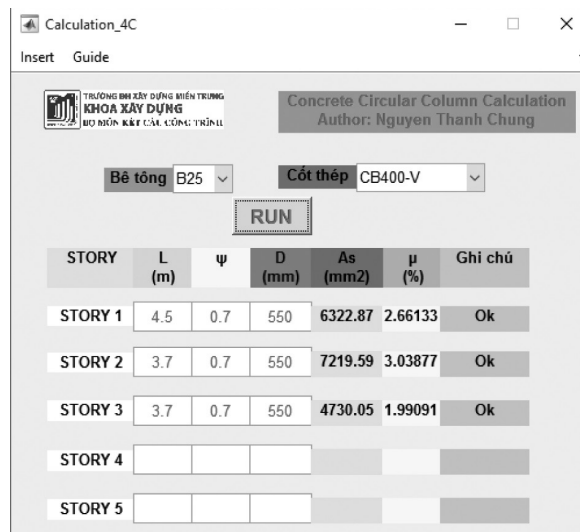 Calculation_4C
Insert Guide
TRƯỜNG ĐH XÂY DỰNG MIỀN TRUNG
KHOA XÂY DỰNG
BỘ MÔN KẾT CẤU CÔNG TRÌNH
Concrete Circular Column Calculation
Author: Nguyen Thanh Chung
Bê tông B25 Cốt thép CB400-V
RUN
STORY L (m) ψ D (mm) As (mm2) μ (%) Ghi chú
STORY 1 4.5 0.7 550 6322.87 2.66133 Ok
STORY 2 3.7 0.7 550 7219.59 3.03877 Ok
STORY 3 3.7 0.7 550 4730.05 1.99091 Ok
STORY 4
STORY 5